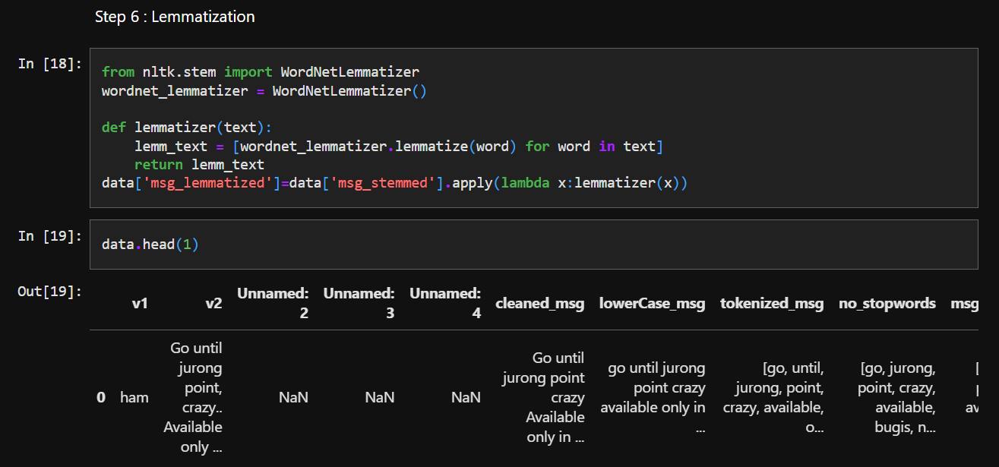 Step 6 : Lemmatization
In [18]:
from nltk.stem import WordNetLemmatizer
wordnet_lemmatizer = WordNetLemmatizer()
def lemmatizer(text):
    lemm_text = [wordnet_lemmatizer.lemmatize(word) for word in text]
    return lemm_text
data['msg_lemmatized']=data['msg_stemmed'].apply(lambda x:lemmatizer(x))
In [19]:
data.head(1)
Out[19]:
v1
v2
Unnamed:
2
Unnamed:
3
Unnamed:
4
cleaned_msg
lowerCase_msg
tokenized_msg
no_stopwords
msg
0
ham
Go until
jurong
point,
crazy..
Available
only ...
NaN
NaN
NaN
Go until
jurong point
crazy
Available
only in ...
go until jurong
point crazy
available only in
...
[go, until,
jurong, point,
crazy, available,
o...
[go, jurong,
point, crazy,
available,
bugis, n...
[
av